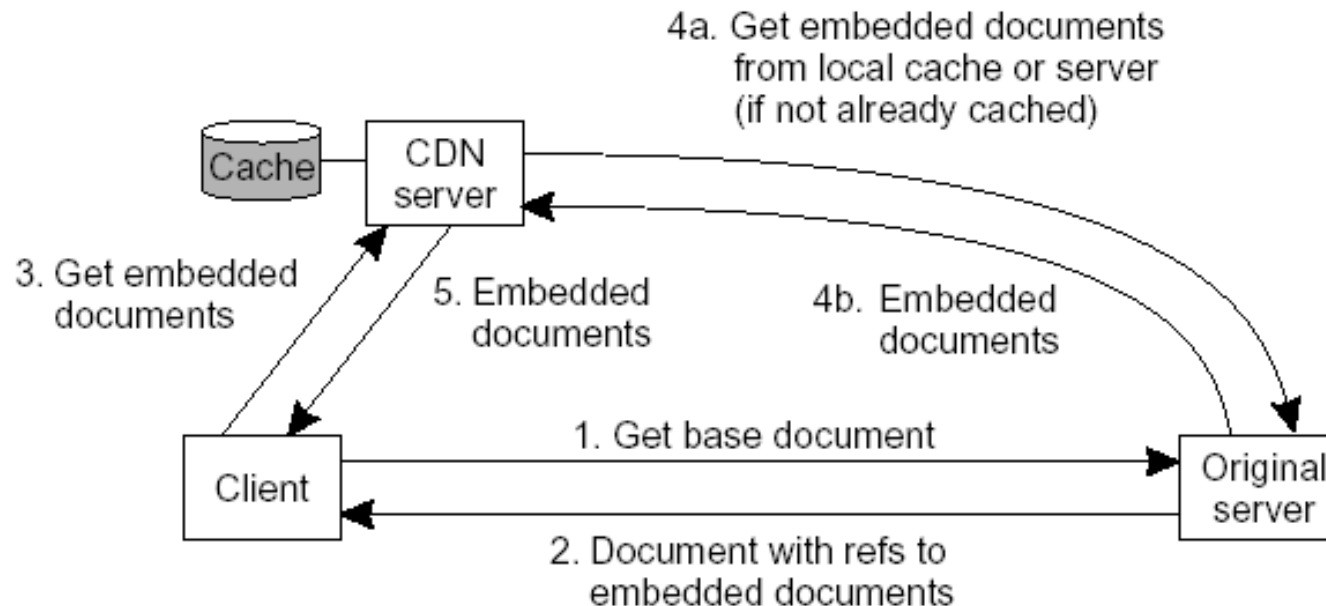 4a. Get embedded documents
from local cache or server
(if not already cached)
Cache
CDN
server
3. Get embedded
documents
5. Embedded
documents
4b. Embedded
documents
1. Get base document
Client
Original
server
2. Document with refs to
embedded documents